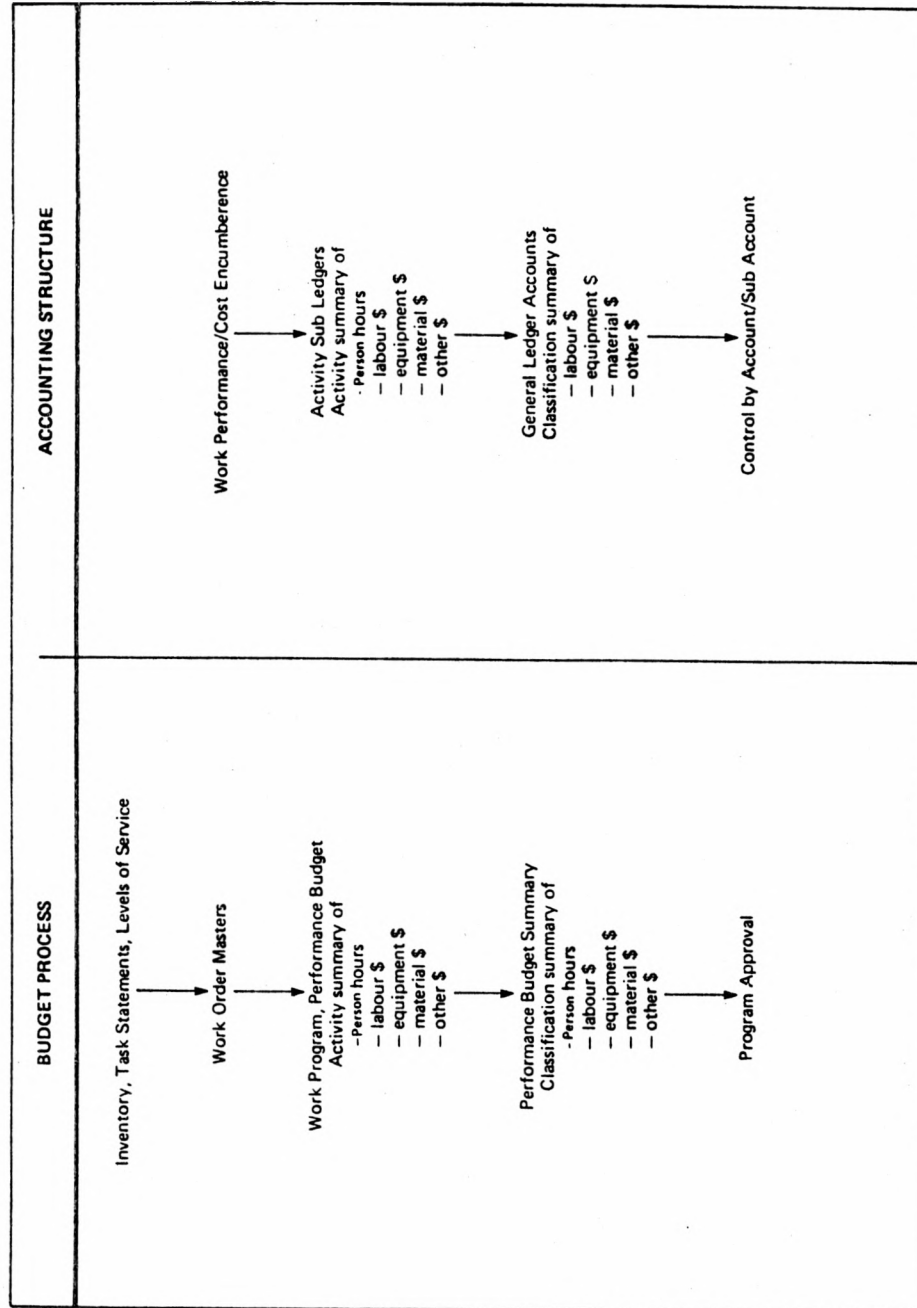 BUDGET PROCESS
Inventory, Task Statements, Levels of Service
Work Order Masters
Work Program, Performance Budget
Activity summary of
- Person hours
– labour $
– equipment $
– material $
– other $
Performance Budget Summary
Classification summary of
- Person hours
– labour $
– equipment $
– material $
– other $
Program Approval
ACCOUNTING STRUCTURE
Work Performance/Cost Encumberence
Activity Sub Ledgers
Activity summary of
- Person hours
– labour $
– equipment $
– material $
– other $
General Ledger Accounts
Classification summary of
– labour $
– equipment $
– material $
– other $
Control by Account/Sub Account